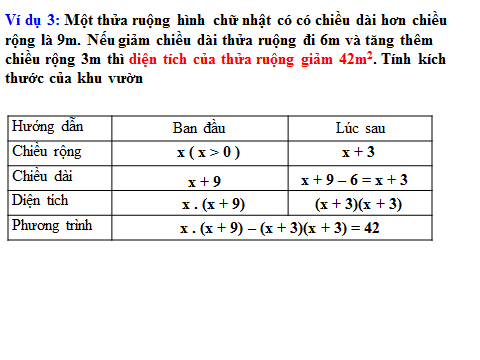 Ví dụ 3: Một thửa ruộng hình chữ nhật có có chiều dài hơn chiều
rộng là 9m. Nếu giảm chiều dài thửa ruộng đi 6m và tăng thêm
chiều rộng 3m thì diện tích của thửa ruộng giảm 42m². Tính kích
thước của khu vườn
Hướng dẫn Ban đầu Lúc sau
Chiều rộng x ( x > 0 ) x + 3
Chiều dài x + 9 x + 9 – 6 = x + 3
Diện tích x . (x + 9) (x + 3)(x + 3)
Phương trình x . (x + 9) – (x + 3)(x + 3) = 42